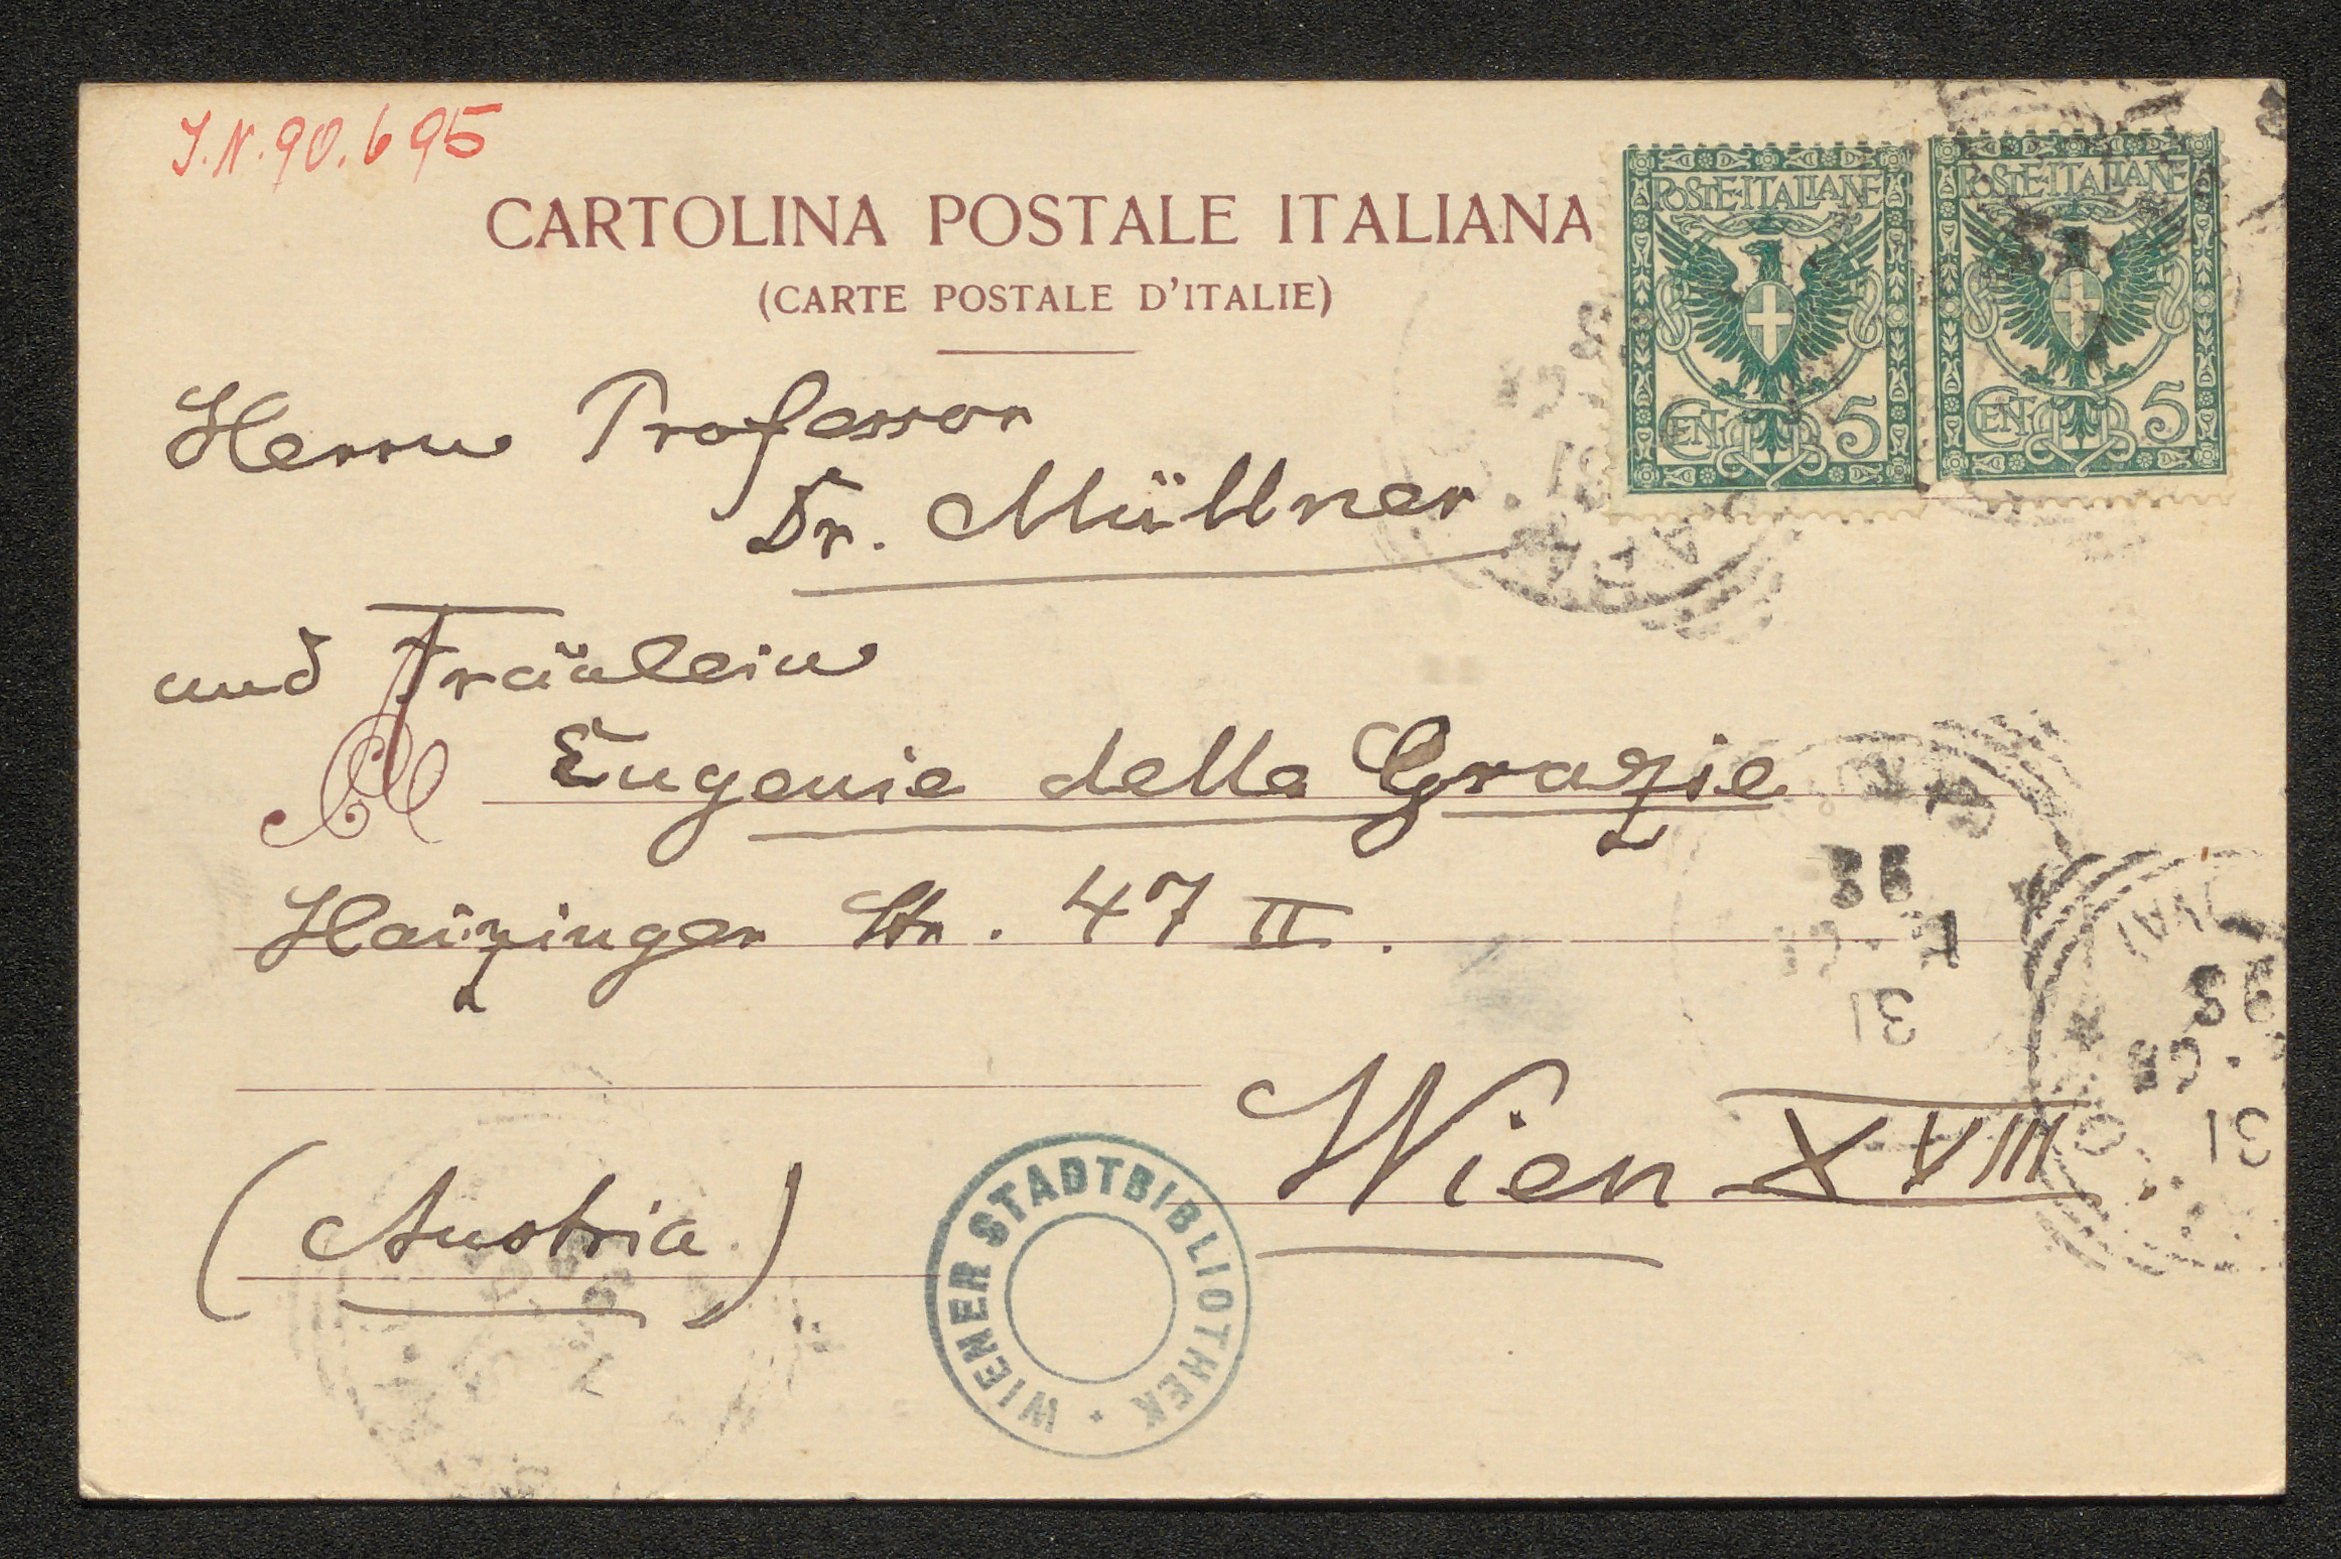 J.N.90.695
CARTOLINA POSTALE ITALIANA
(CARTE POSTALE D'ITALIE)
POSTE·ITALIANE
CENT. 5
POSTE·ITALIANE
CENT. 5
Herrn Professor
Dr. Müllner
und Fräulein
A Eugenie delle Grazie
Haizinger Str. 47 II.
Wien XVIII
(Austria)
WIENER STADTBIBLIOTHEK